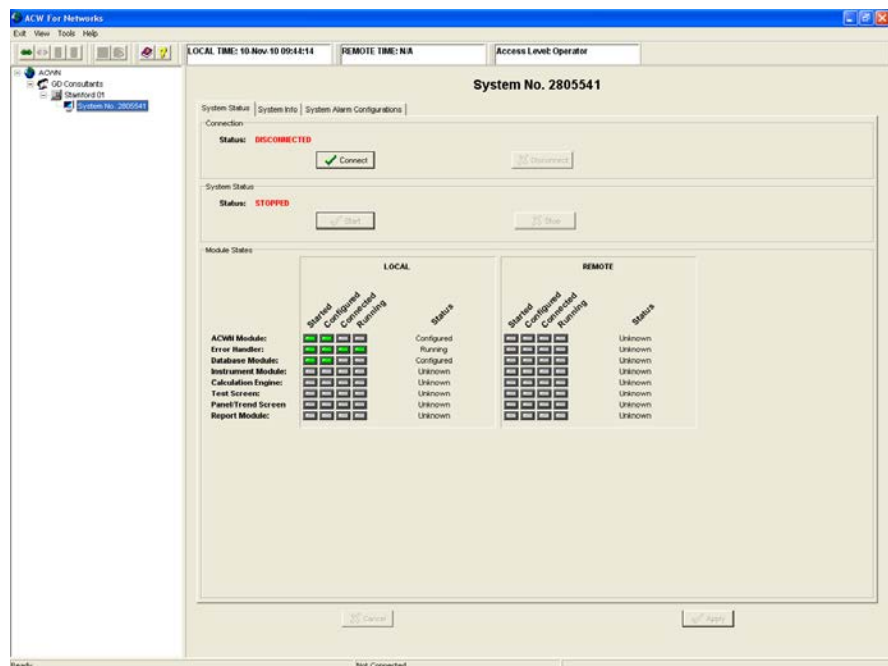 ACW For Networks
Exit View Tools Help
LOCAL TIME: 10-Nov-10 09:44:14
REMOTE TIME: N/A
Access Level: Operator
ACWN
GD Consultants
Stamford 01
System No. 2805541
System No. 2805541
System Status
System Info
System Alarm Configurations
Connection
Status: DISCONNECTED
Connect
Disconnect
System Status
Status: STOPPED
Start
Stop
Module States
LOCAL
REMOTE
Started Configured Connected Running Status
Started Configured Connected Running Status
ACWN Module: Configured Unknown
Error Handler: Running Unknown
Database Module: Configured Unknown
Instrument Module: Unknown Unknown
Calculation Engine: Unknown Unknown
Test Screen: Unknown Unknown
Panel/Trend Screen Unknown Unknown
Report Module: Unknown Unknown
Cancel
Apply
Ready
Not Connected